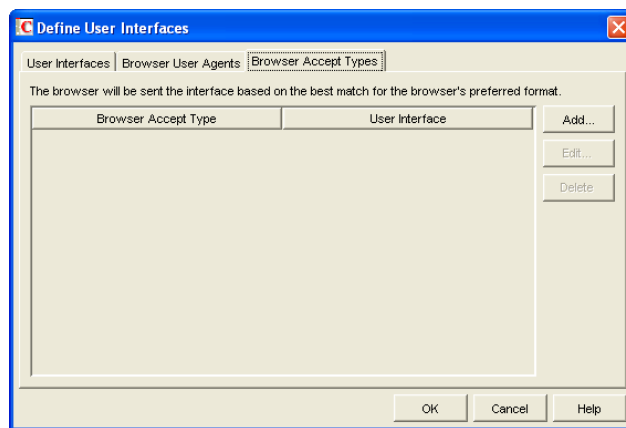 Define User Interfaces
User Interfaces Browser User Agents Browser Accept Types
The browser will be sent the interface based on the best match for the browser's preferred format.
Browser Accept Type User Interface Add...
Edit...
Delete
OK Cancel Help